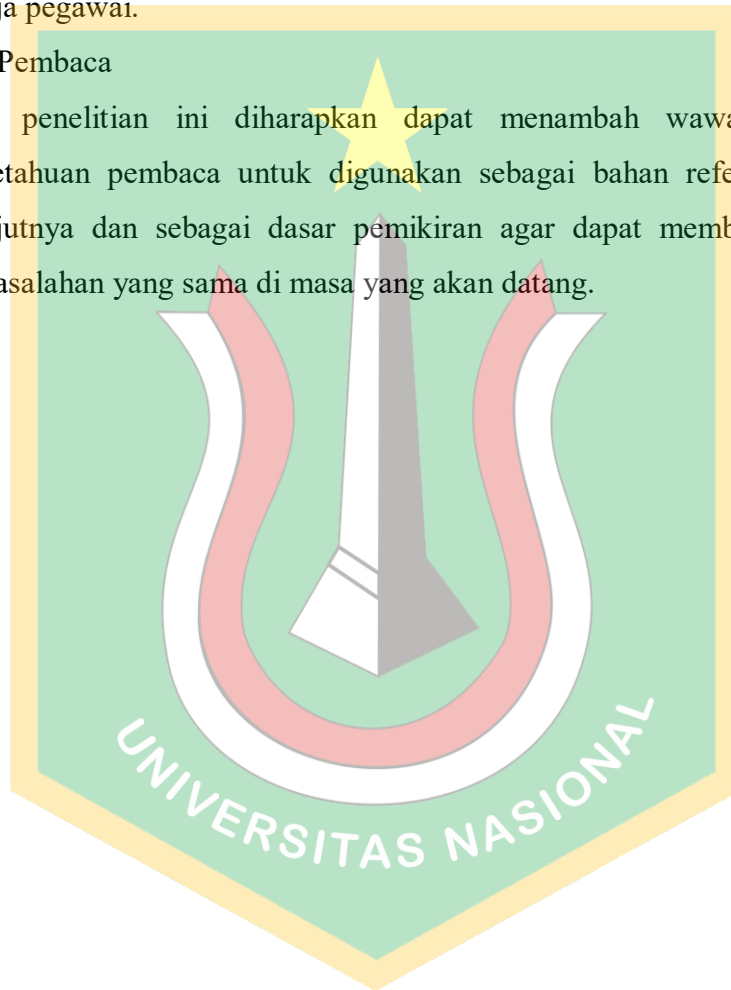 ja pegawai.
Pembaca
penelitian ini diharapkan dapat menambah wawa
etahuan pembaca untuk digunakan sebagai bahan refe
jutnya dan sebagai dasar pemikiran agar dapat memb
asalahan yang sama di masa yang akan datang.
UNIVERSITAS NASIONAL